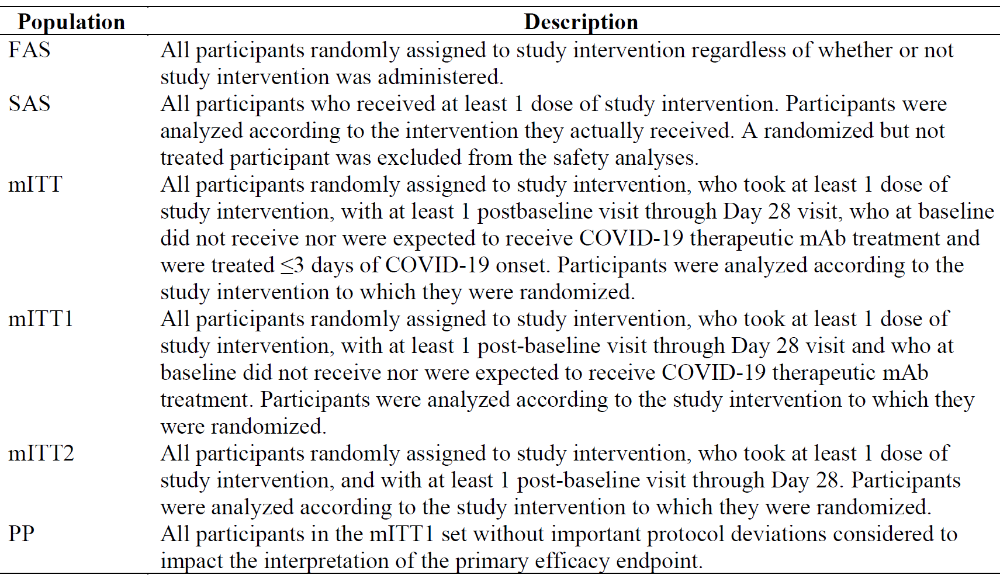 Population Description
FAS All participants randomly assigned to study intervention regardless of whether or not
study intervention was administered.
SAS All participants who received at least 1 dose of study intervention. Participants were
analyzed according to the intervention they actually received. A randomized but not
treated participant was excluded from the safety analyses.
mITT All participants randomly assigned to study intervention, who took at least 1 dose of
study intervention, with at least 1 postbaseline visit through Day 28 visit, who at baseline
did not receive nor were expected to receive COVID-19 therapeutic mAb treatment and
were treated ≤3 days of COVID-19 onset. Participants were analyzed according to the
study intervention to which they were randomized.
mITT1 All participants randomly assigned to study intervention, who took at least 1 dose of
study intervention, with at least 1 post-baseline visit through Day 28 visit and who at
baseline did not receive nor were expected to receive COVID-19 therapeutic mAb
treatment. Participants were analyzed according to the study intervention to which they
were randomized.
mITT2 All participants randomly assigned to study intervention, who took at least 1 dose of
study intervention, and with at least 1 post-baseline visit through Day 28. Participants
were analyzed according to the study intervention to which they were randomized.
PP All participants in the mITT1 set without important protocol deviations considered to
impact the interpretation of the primary efficacy endpoint.